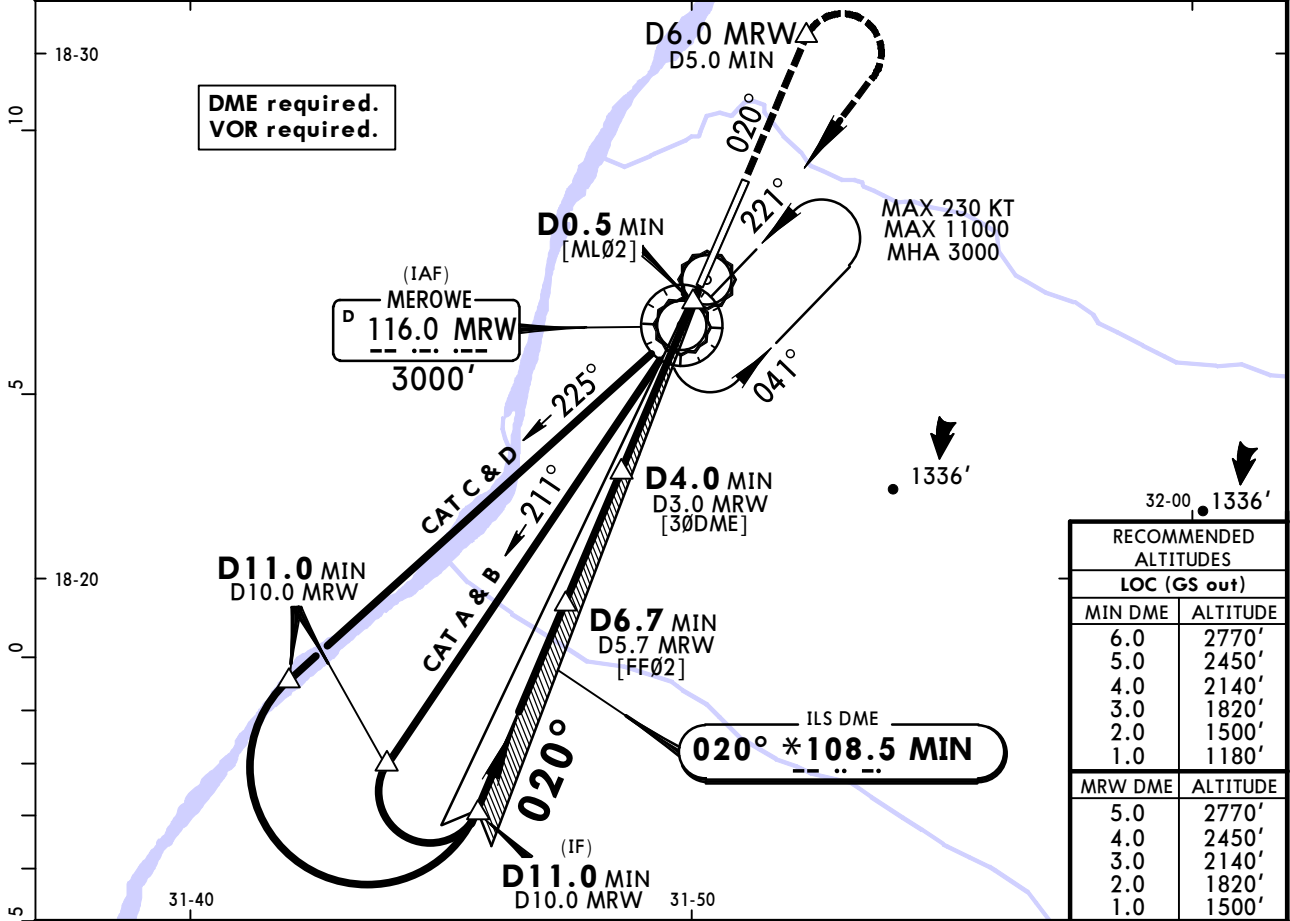 D6.0 MRW
D5.0 MIN
18-30
DME required.
VOR required.
10
020°
221°
MAX 230 KT
MAX 11000
MHA 3000
D0.5 MIN
[MLØ2]
(IAF)
MEROWE
D 116.0 MRW
3000'
041°
5
225°
CAT C & D
211°
CAT A & B
D4.0 MIN
D3.0 MRW
[3ØDME]
1336'
32-00
1336'
18-20
D11.0 MIN
D10.0 MRW
D6.7 MIN
D5.7 MRW
[FFØ2]
0
ILS DME
020° *108.5 MIN
020°
(IF)
D11.0 MIN
D10.0 MRW
31-40
31-50
5
RECOMMENDED
ALTITUDES
LOC (GS out)
MIN DME ALTITUDE
6.0 2770'
5.0 2450'
4.0 2140'
3.0 1820'
2.0 1500'
1.0 1180'
MRW DME ALTITUDE
5.0 2770'
4.0 2450'
3.0 2140'
2.0 1820'
1.0 1500'